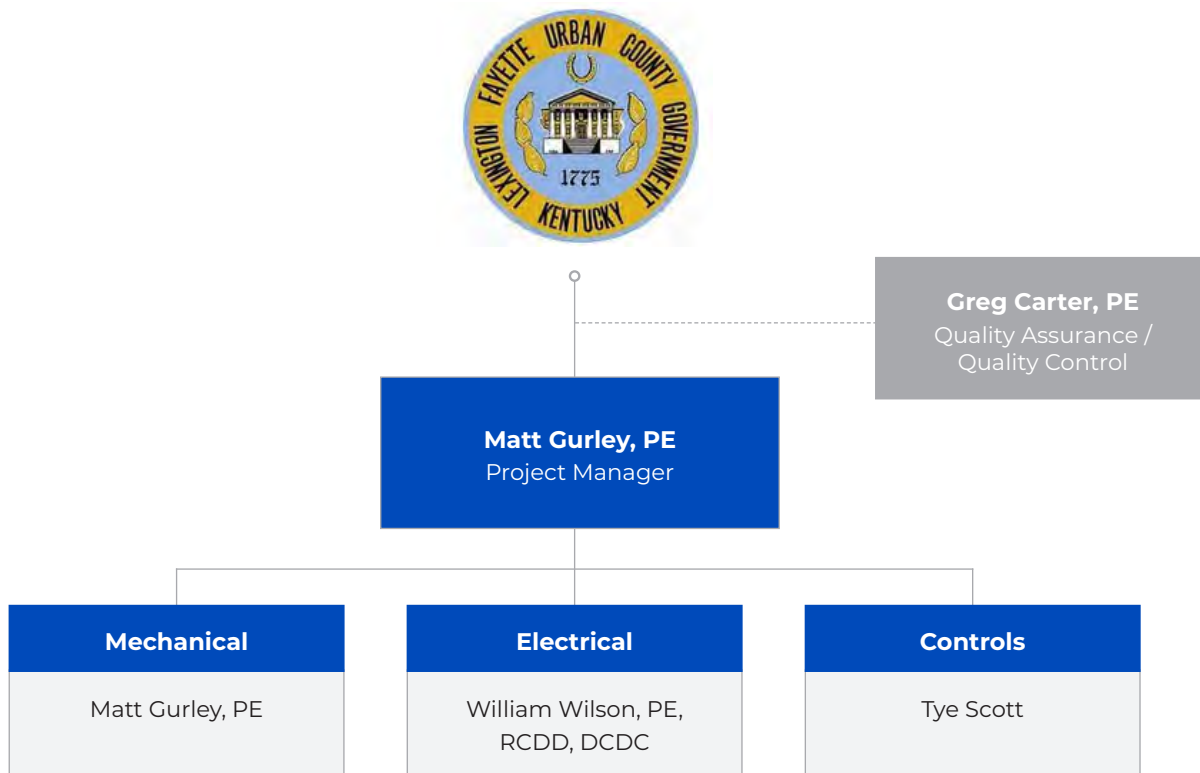 LEXINGTON FAYETTE URBAN COUNTY GOVERNMENT
KENTUCKY
1775
Greg Carter, PE
Quality Assurance /
Quality Control
Matt Gurley, PE
Project Manager
Mechanical
Electrical
Controls
Matt Gurley, PE
William Wilson, PE,
RCDD, DCDC
Tye Scott